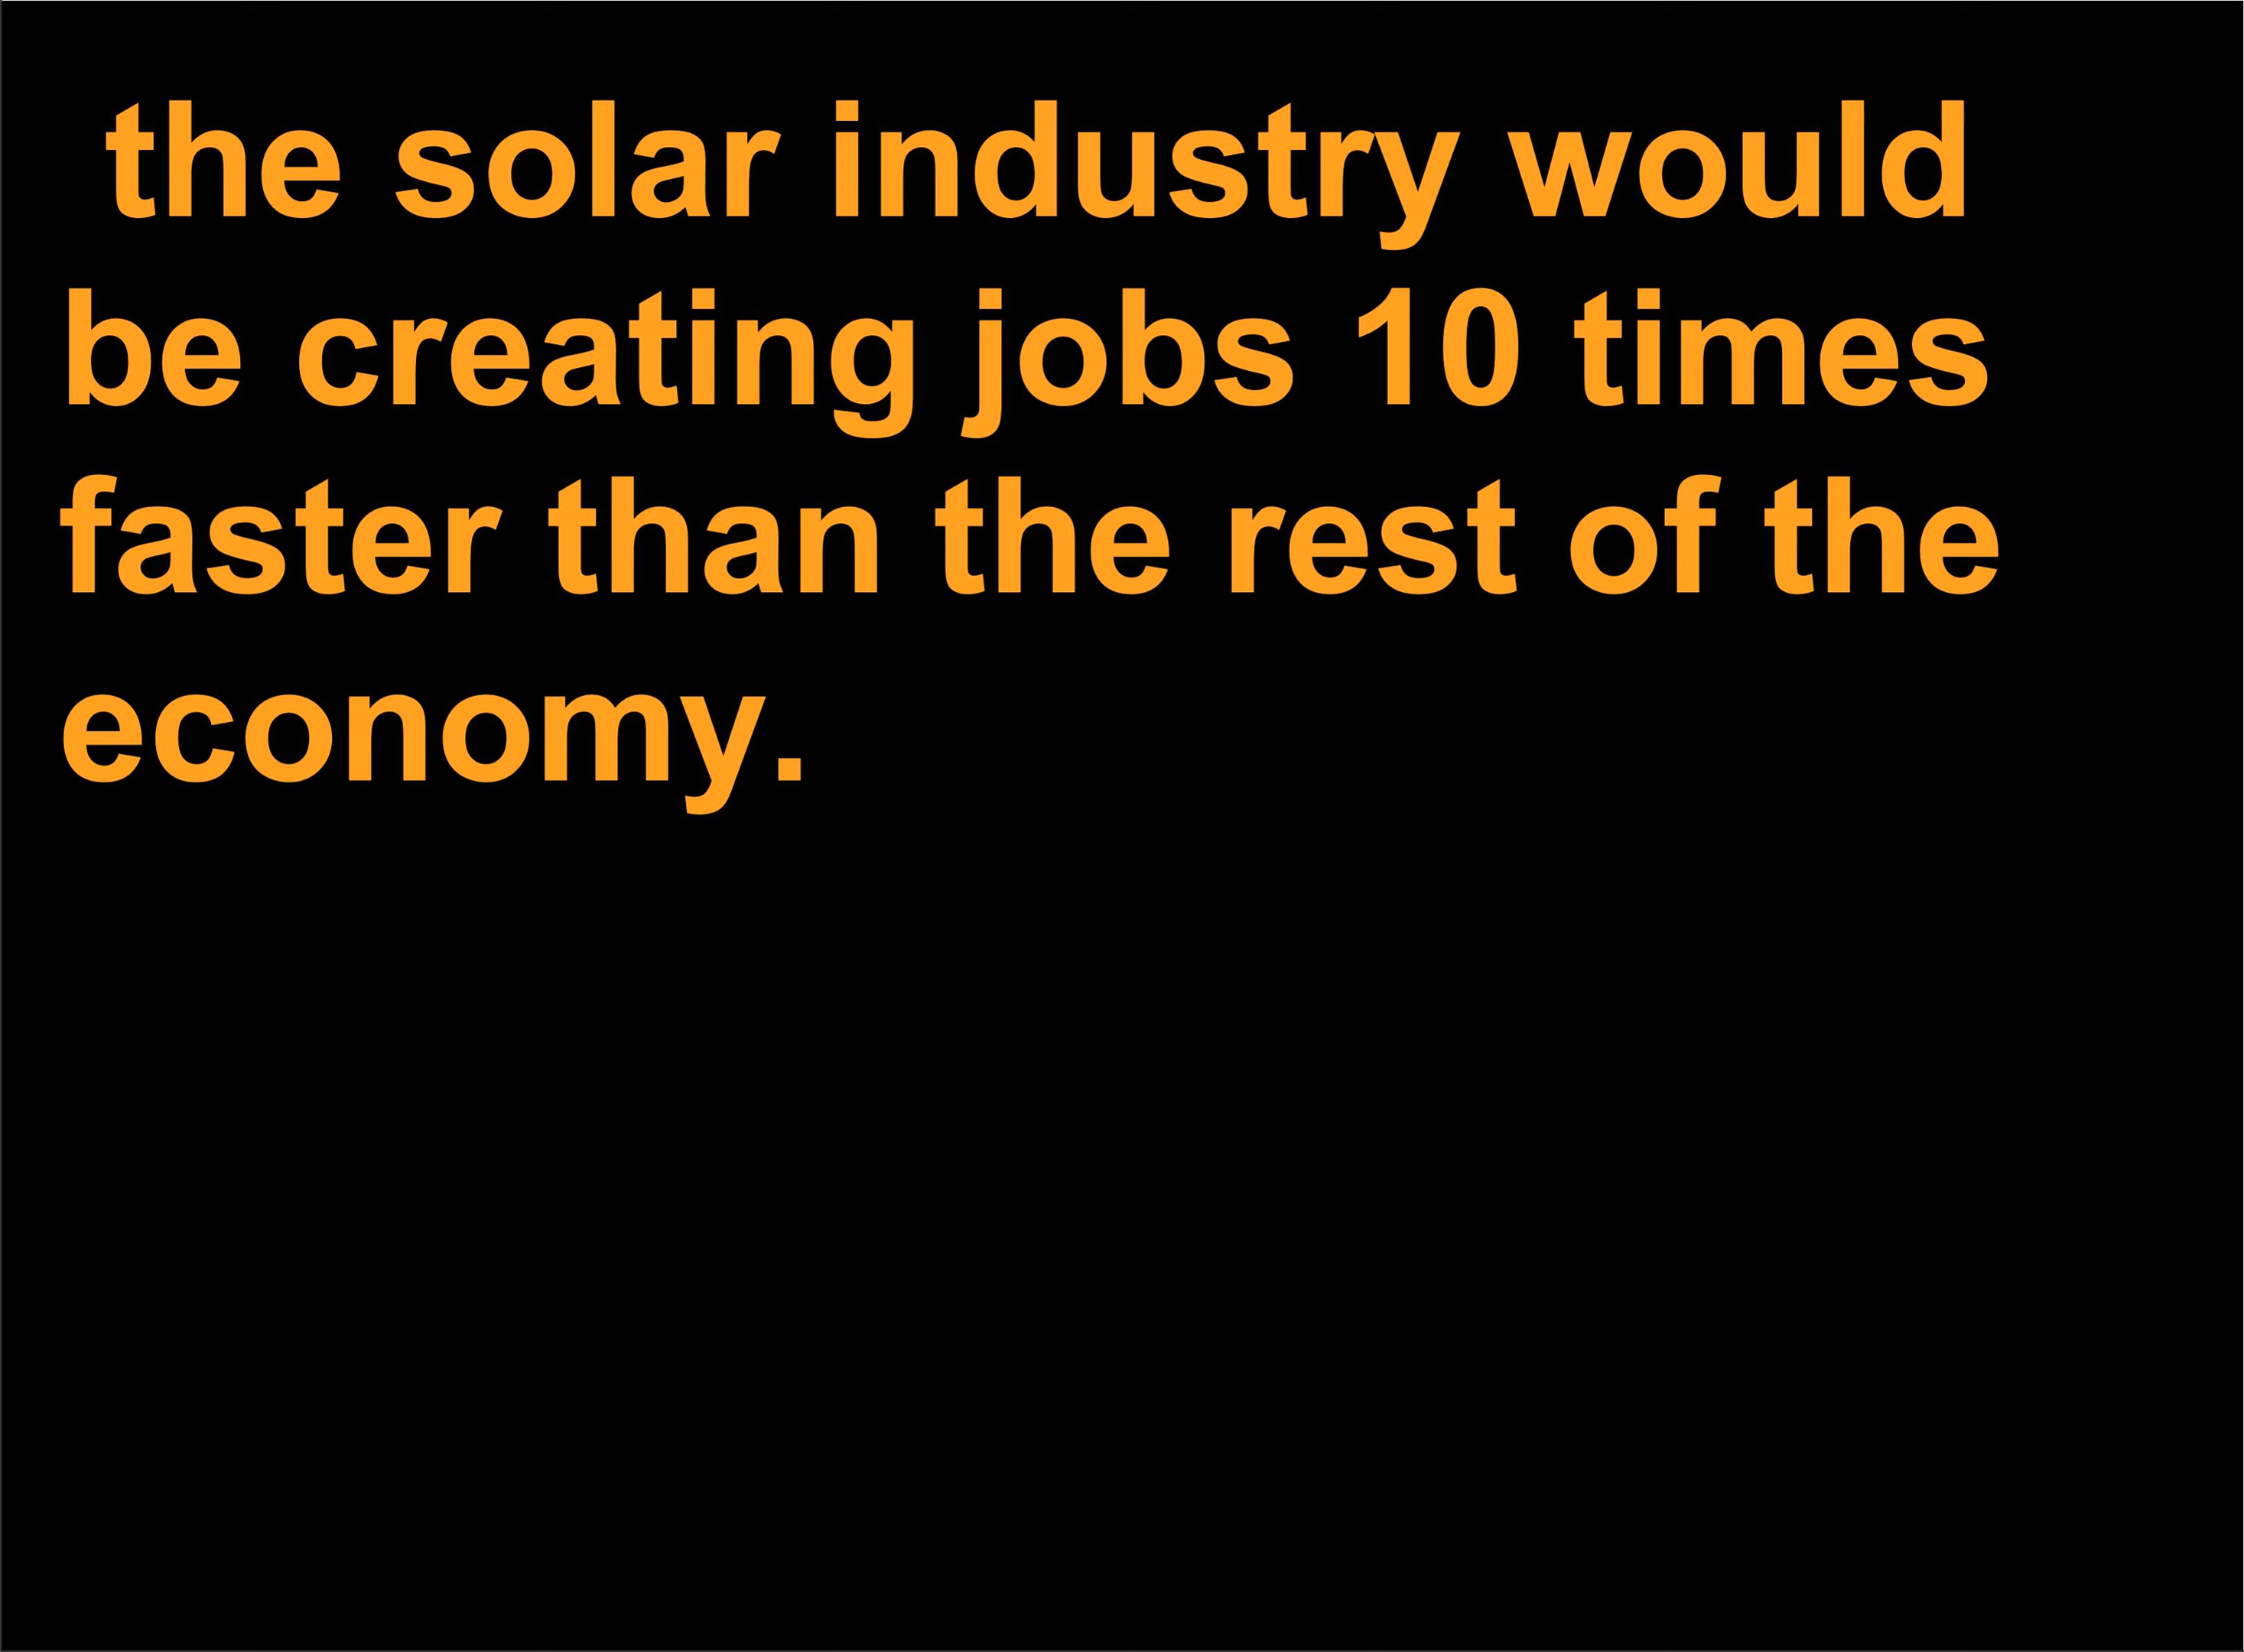 the solar industry would
be creating jobs 10 times
faster than the rest of the
economy.